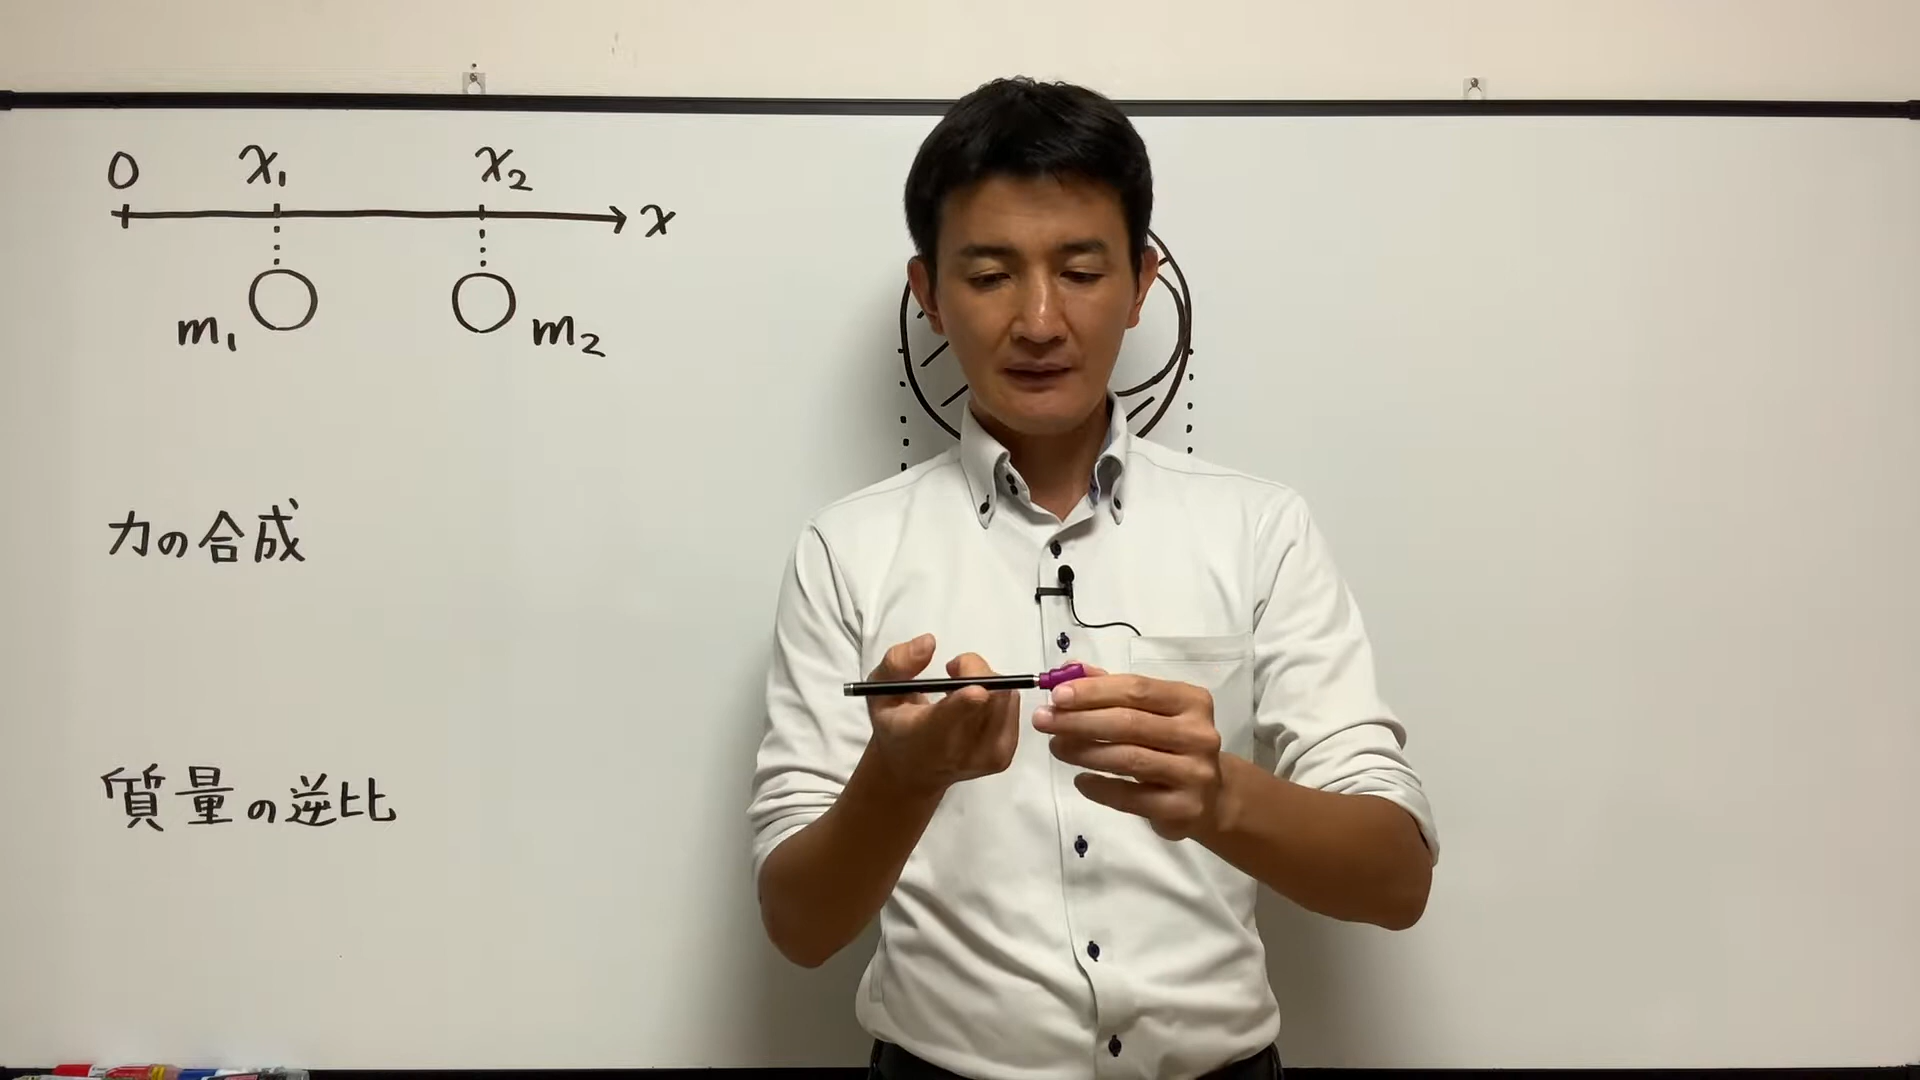 0 x₁ x₂
x
m₁ m₂
力の合成
質量の逆比